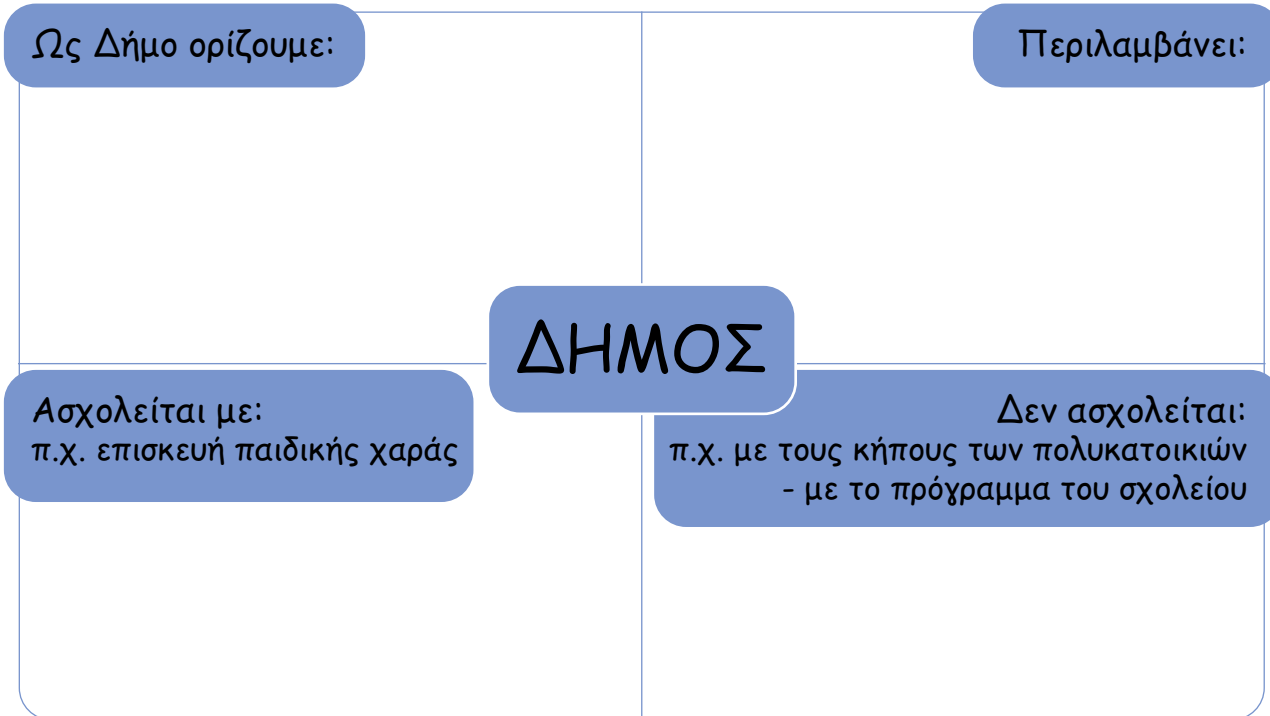 Ως Δήμο ορίζουμε:
Περιλαμβάνει:
ΔΗΜΟΣ
Ασχολείται με:
π.χ. επισκευή παιδικής χαράς
Δεν ασχολείται:
π.χ. με τους κήπους των πολυκατοικιών
- με το πρόγραμμα του σχολείου